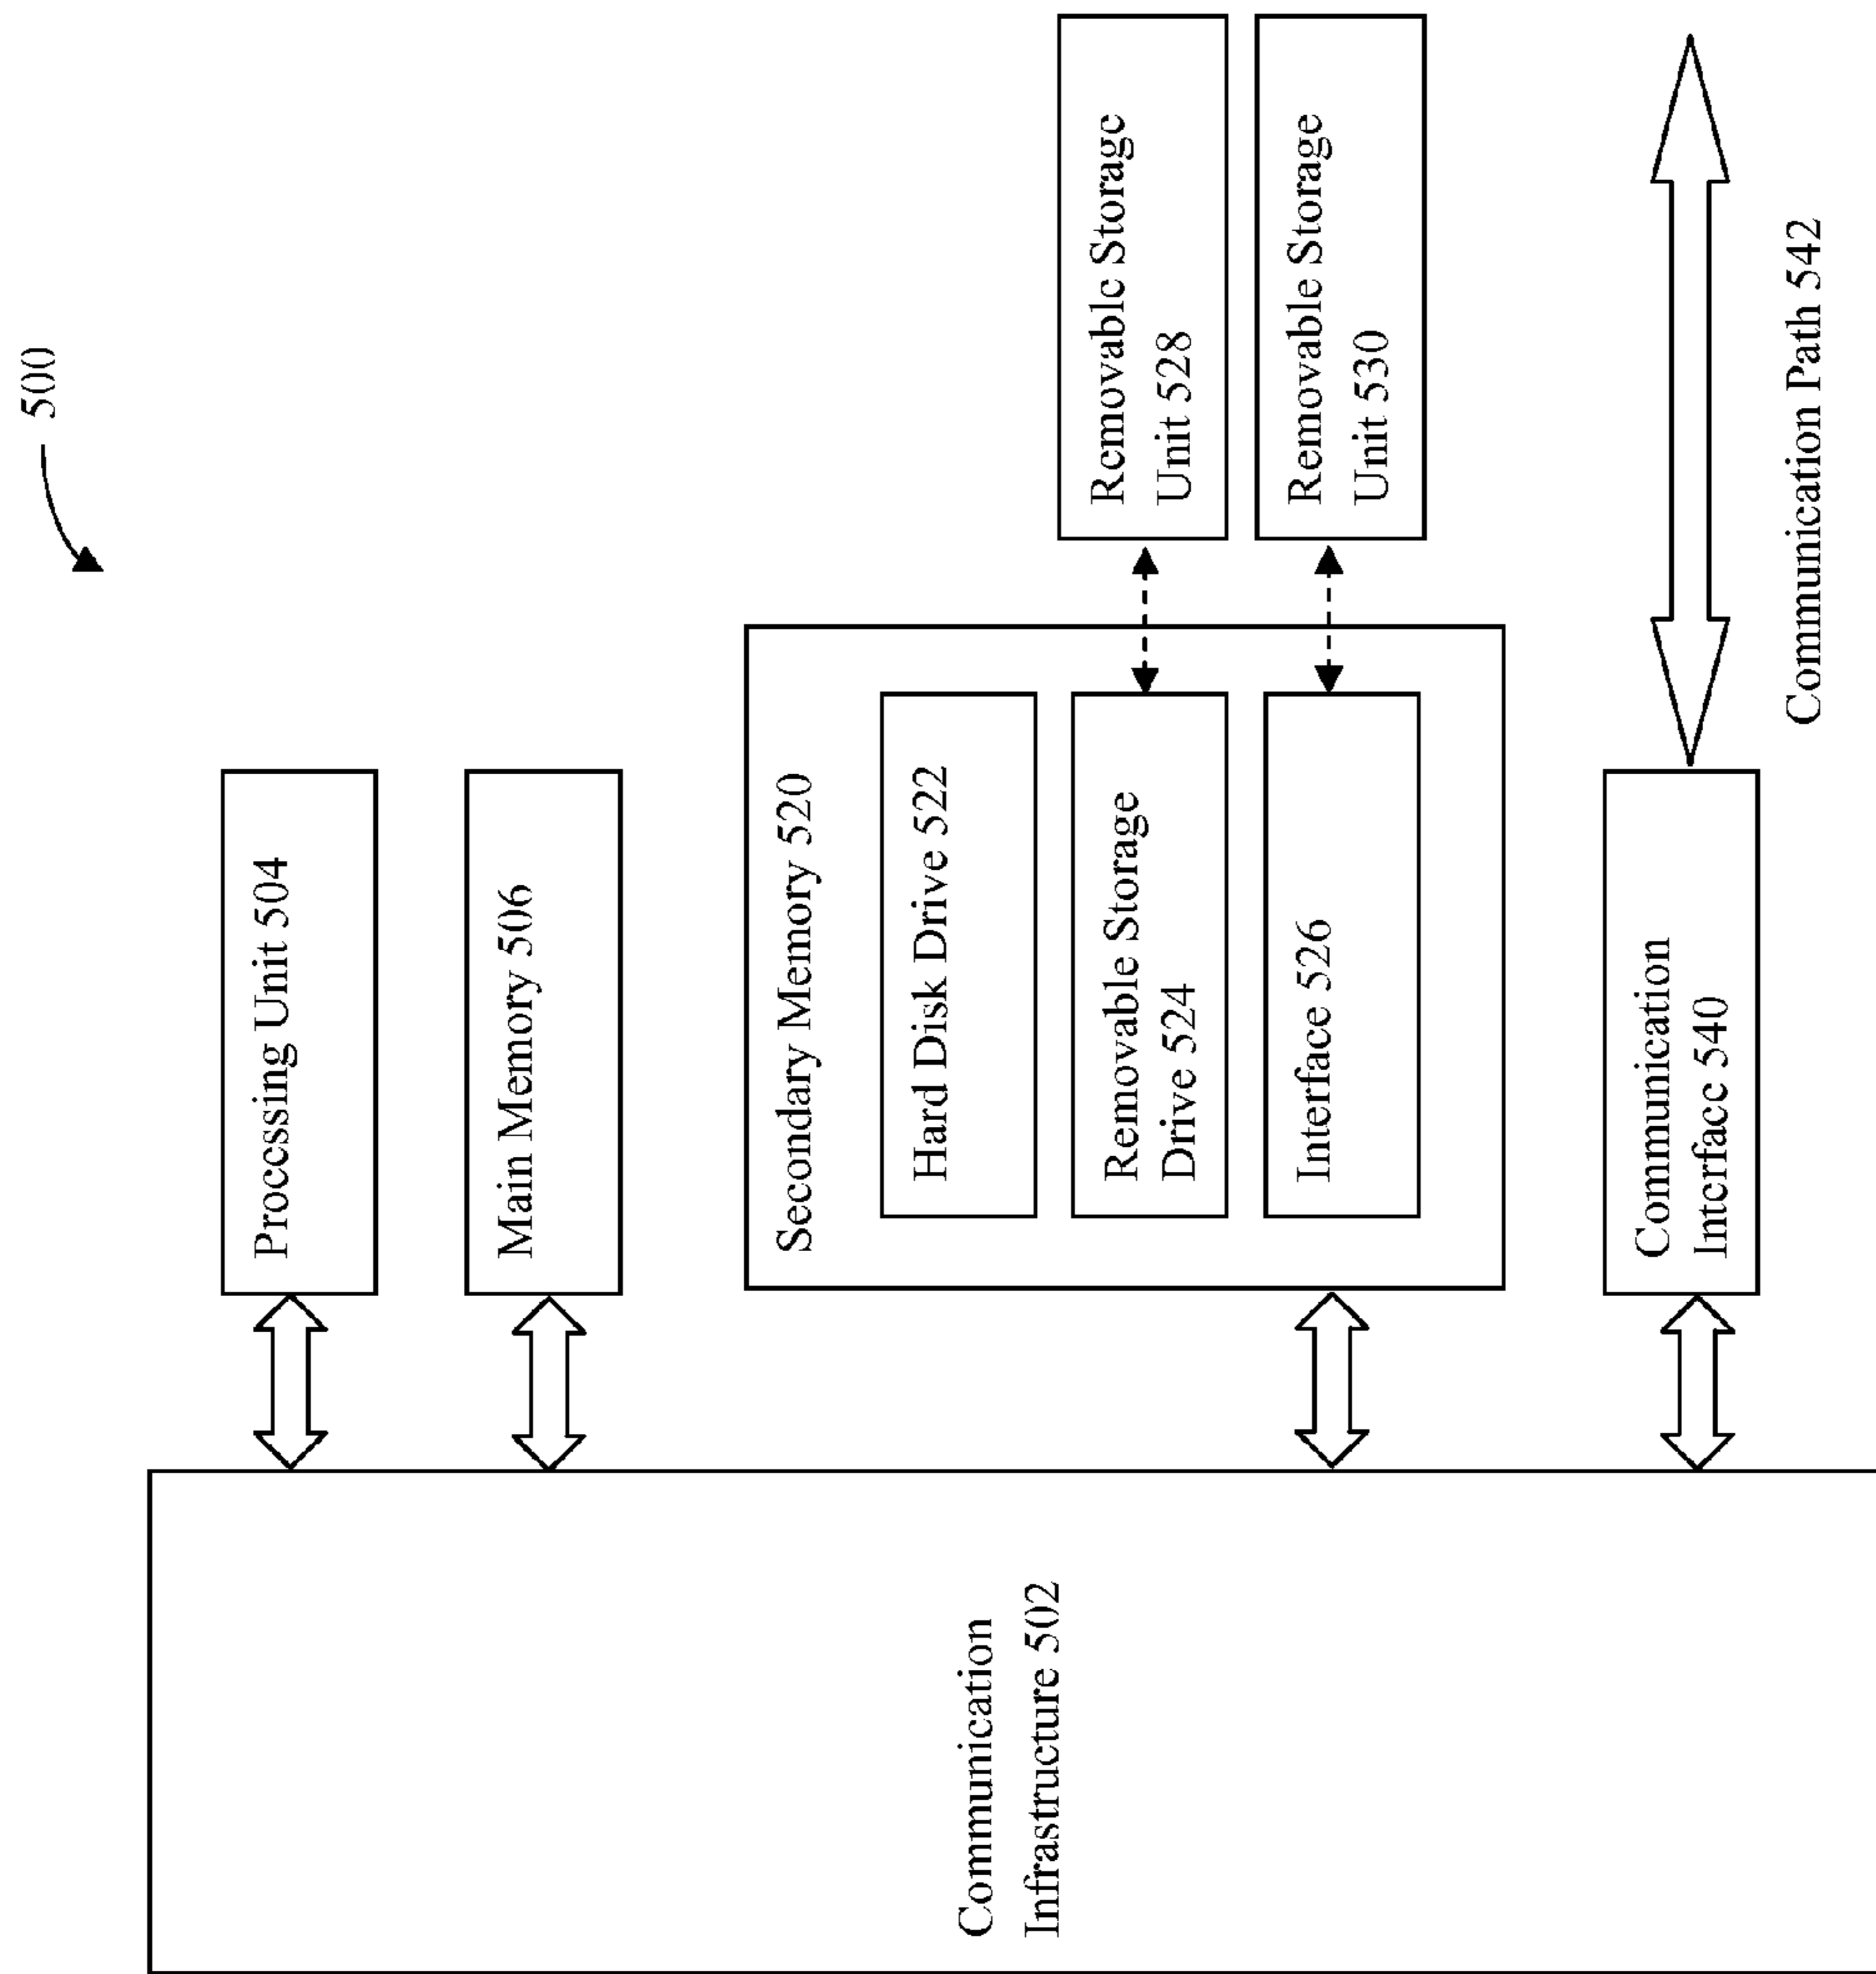 500
Communication
Infrastructure 502
Processing Unit 504
Main Memory 506
Secondary Memory 520
Hard Disk Drive 522
Removable Storage
Drive 524
Interface 526
Removable Storage
Unit 528
Removable Storage
Unit 530
Communication
Interface 540
Communication Path 542